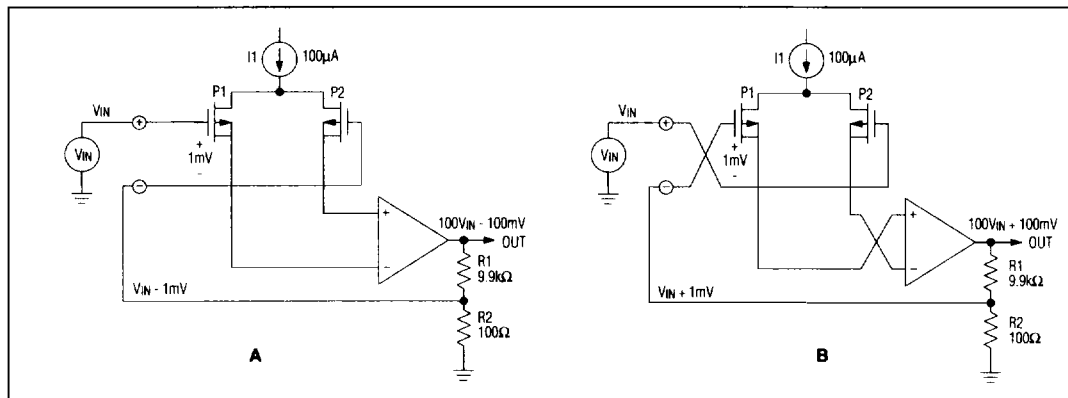 I1
100µA
P1
P2
VIN
+
VIN
+
1mV
-
−
+
−
100VIN - 100mV
OUT
R1
9.9kΩ
VIN - 1mV
R2
100Ω
A
I1
100µA
P1
P2
VIN
+
VIN
+
1mV
-
−
+
−
100VIN + 100mV
OUT
R1
9.9kΩ
VIN + 1mV
R2
100Ω
B